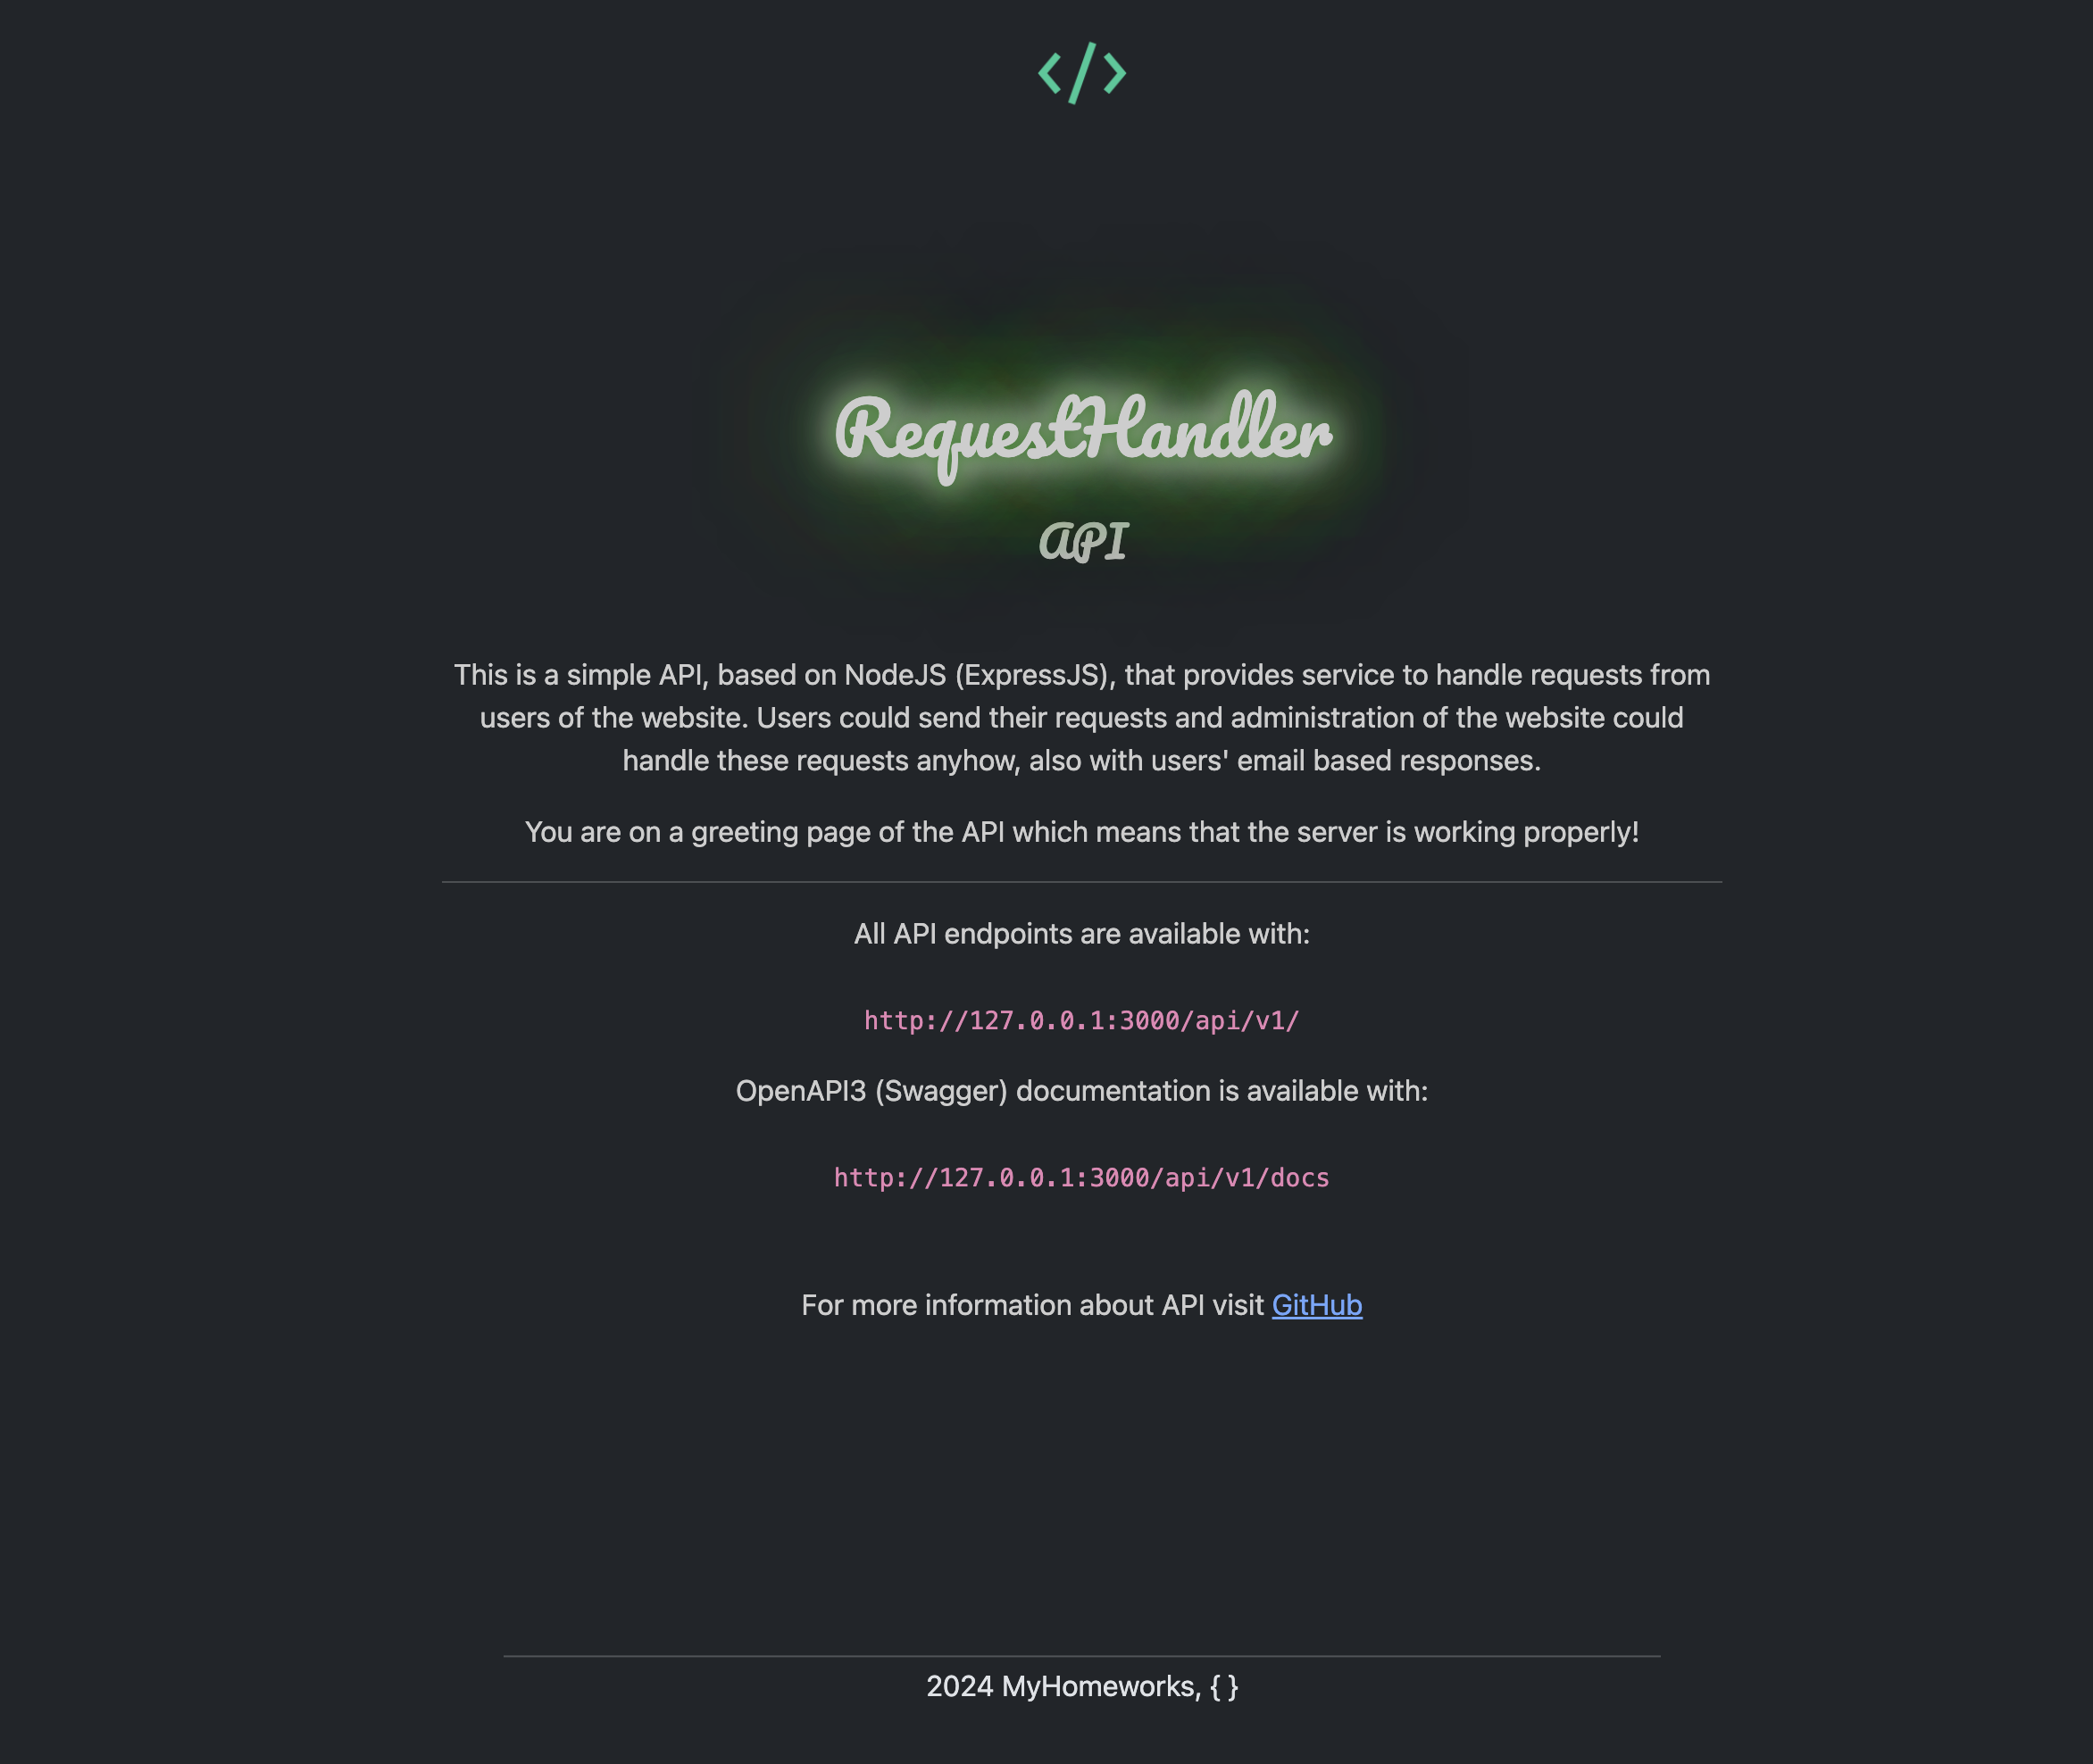 </>
RequestHandler
API
This is a simple API, based on NodeJS (ExpressJS), that provides service to handle requests from
users of the website. Users could send their requests and administration of the website could
handle these requests anyhow, also with users' email based responses.
You are on a greeting page of the API which means that the server is working properly!
All API endpoints are available with:
http://127.0.0.1:3000/api/v1/
OpenAPI3 (Swagger) documentation is available with:
http://127.0.0.1:3000/api/v1/docs
For more information about API visit GitHub
2024 MyHomeworks, { }